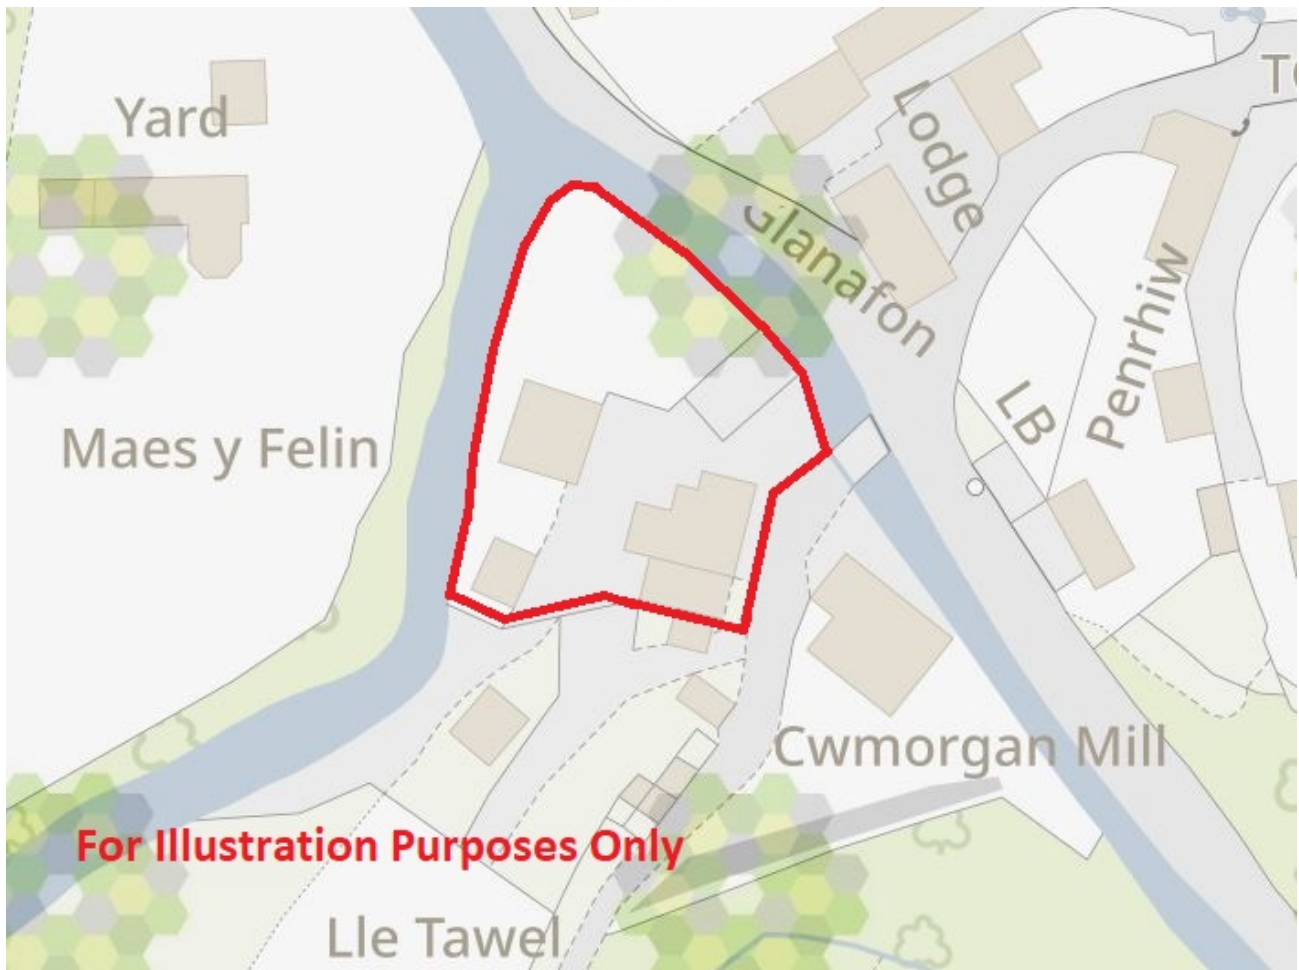 Yard
Lodge
Glanafon
Penrhiw
LB
Maes y Felin
Cwmorgan Mill
For Illustration Purposes Only
Lle Tawel